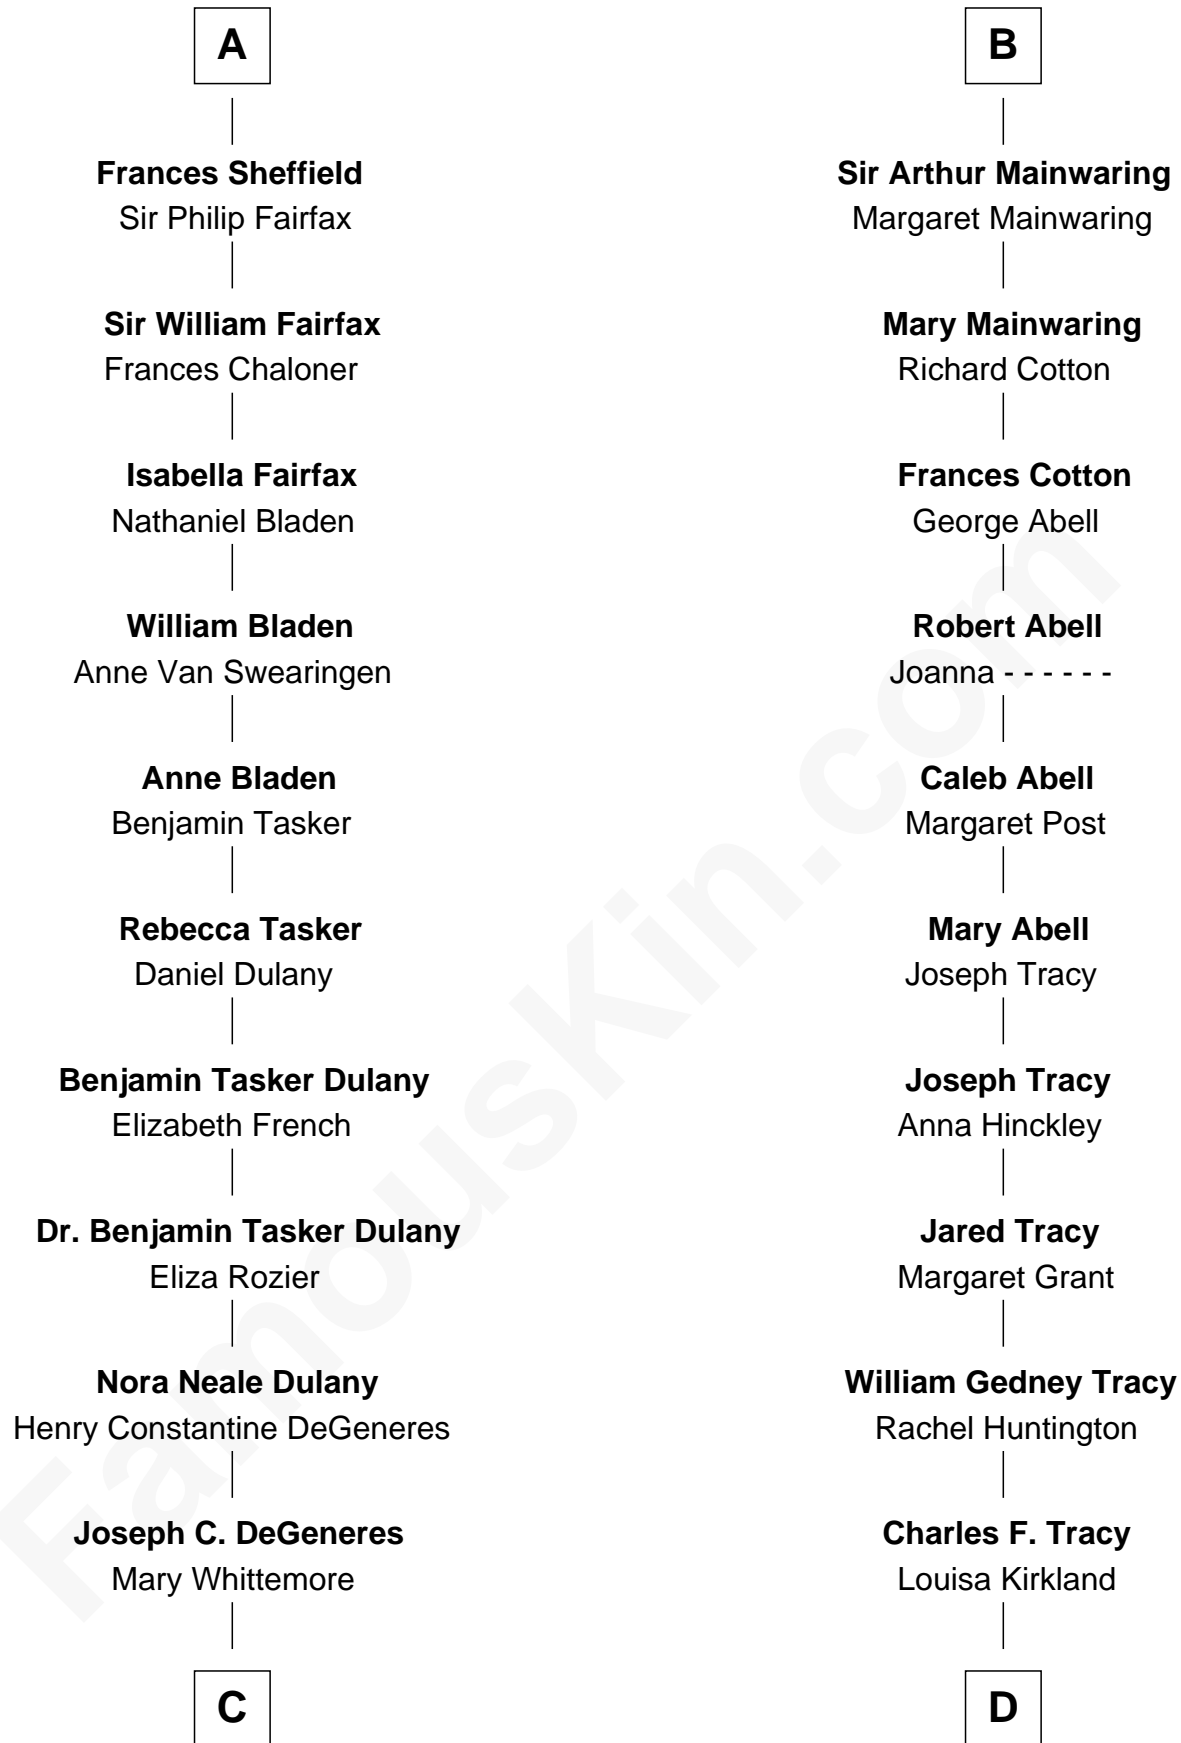 A
Frances Sheffield
Sir Philip Fairfax
Sir William Fairfax
Frances Chaloner
Isabella Fairfax
Nathaniel Bladen
William Bladen
Anne Van Swearingen
Anne Bladen
Benjamin Tasker
Rebecca Tasker
Daniel Dulany
Benjamin Tasker Dulany
Elizabeth French
Dr. Benjamin Tasker Dulany
Eliza Rozier
Nora Neale Dulany
Henry Constantine DeGeneres
Joseph C. DeGeneres
Mary Whittemore
C
B
Sir Arthur Mainwaring
Margaret Mainwaring
Mary Mainwaring
Richard Cotton
Frances Cotton
George Abell
Robert Abell
Joanna - - - - - -
Caleb Abell
Margaret Post
Mary Abell
Joseph Tracy
Joseph Tracy
Anna Hinckley
Jared Tracy
Margaret Grant
William Gedney Tracy
Rachel Huntington
Charles F. Tracy
Louisa Kirkland
D
FamousKin.com